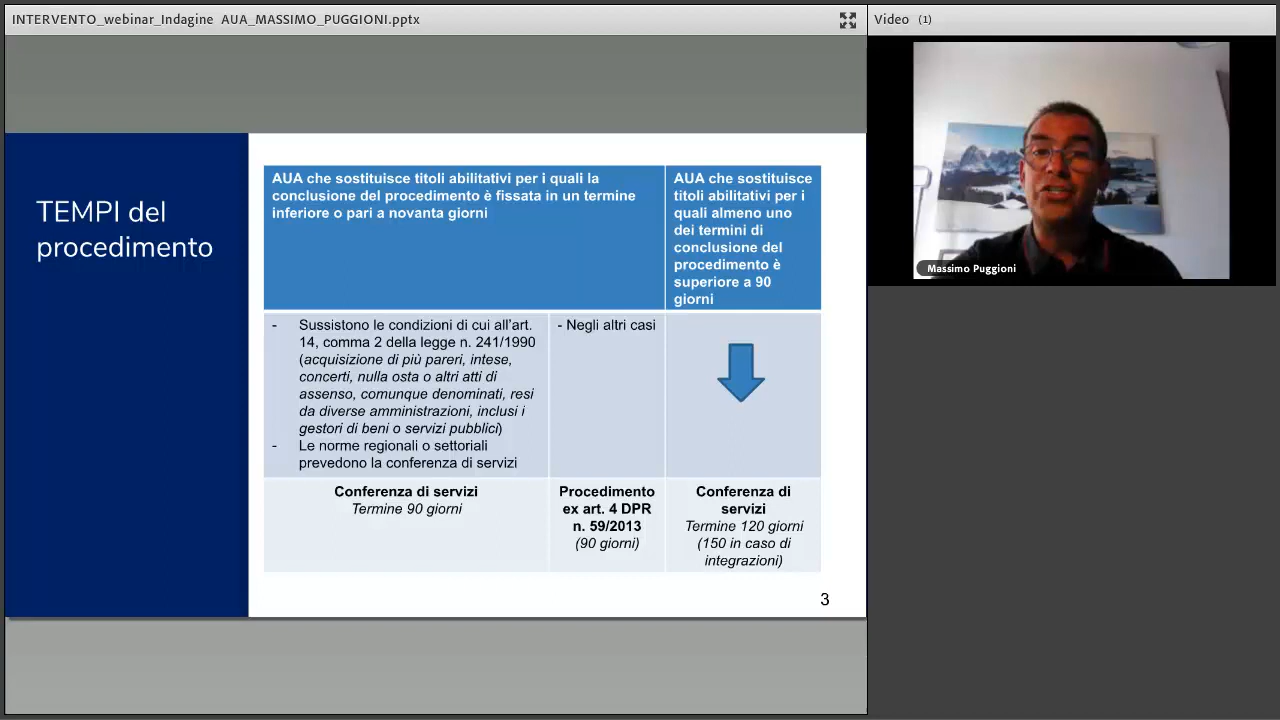 INTERVENTO_webinar_Indagine AUA_MASSIMO_PUGGIONI.pptx
Video (1)
Massimo Puggioni
TEMPI del
procedimento
AUA che sostituisce titoli abilitativi per i quali la
conclusione del procedimento è fissata in un termine
inferiore o pari a novanta giorni
AUA che sostituisce
titoli abilitativi per i
quali almeno uno
dei termini di
conclusione del
procedimento è
superiore a 90
giorni
- Sussistono le condizioni di cui all'art.
14, comma 2 della legge n. 241/1990
(acquisizione di più pareri, intese,
concerti, nulla osta o altri atti di
assenso, comunque denominati, resi
da diverse amministrazioni, inclusi i
gestori di beni o servizi pubblici)
- Le norme regionali o settoriali
prevedono la conferenza di servizi
- Negli altri casi
Conferenza di servizi
Termine 90 giorni
Procedimento
ex art. 4 DPR
n. 59/2013
(90 giorni)
Conferenza di
servizi
Termine 120 giorni
(150 in caso di
integrazioni)
3